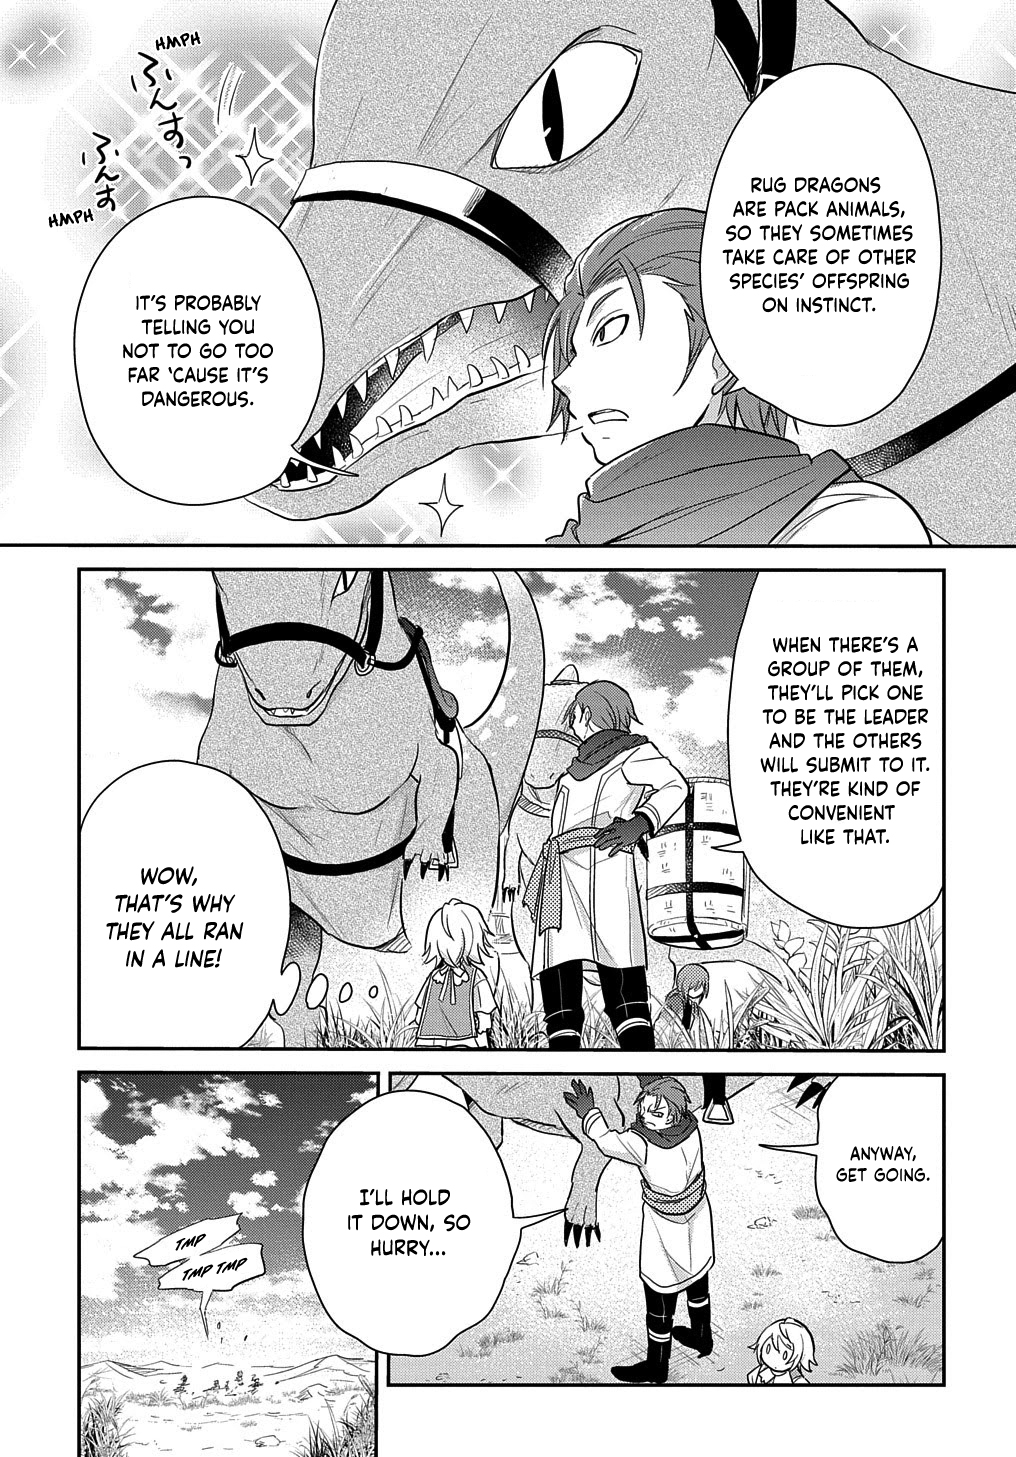 RUG DRAGONS
ARE PACK ANIMALS,
SO THEY SOMETIMES
TAKE CARE OF OTHER
SPECIES' OFFSPRING
ON INSTINCT.
HMPH
ふんすっ
ふんす
HMPH
IT'S PROBABLY
TELLING YOU
NOT TO GO TOO
FAR 'CAUSE IT'S
DANGEROUS.
WHEN THERE'S A
GROUP OF THEM,
THEY'LL PICK ONE
TO BE THE LEADER
AND THE OTHERS
WILL SUBMIT TO IT.
THEY'RE KIND OF
CONVENIENT
LIKE THAT.
WOW,
THAT'S WHY
THEY ALL RAN
IN A LINE!
ANYWAY,
GET GOING.
I'LL HOLD
IT DOWN, SO
HURRY...
TMP
TMP TMP